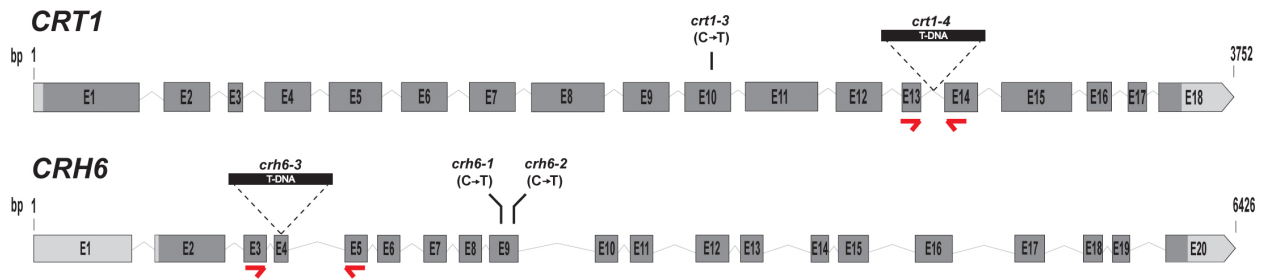 CRT1
crt1-3
(C→T)
crt1-4
T-DNA
bp 1
3752
E1 E2 E3 E4 E5 E6 E7 E8 E9 E10 E11 E12 E13 E14 E15 E16 E17 E18
CRH6
crh6-3
T-DNA
crh6-1
(C→T)
crh6-2
(C→T)
bp 1
6426
E1 E2 E3 E4 E5 E6 E7 E8 E9 E10 E11 E12 E13 E14 E15 E16 E17 E18 E19 E20